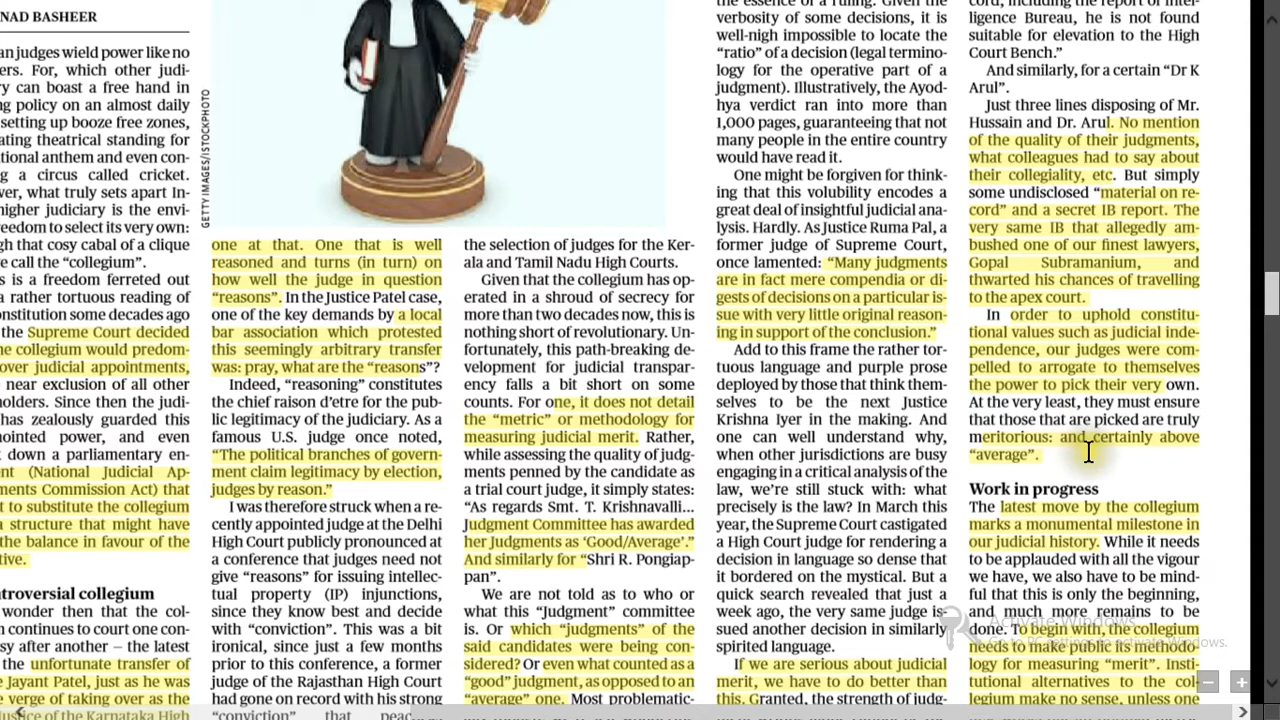 NAD BASHEER
an judges wield power like no
ers. For, which other judi-
ry can boast a free hand in
ng policy on an almost daily
setting up booze free zones,
ating theatrical standing for
tional anthem and even con-
g a circus called cricket.
ver, what truly sets apart In-
higher judiciary is the envi-
freedom to select its very own:
gh that cosy cabal of a clique
e call the “collegium”.
s is a freedom ferreted out
a rather tortuous reading of
onstitution some decades ago
the Supreme Court decided
he collegium would predom-
over judicial appointments,
near exclusion of all other
holders. Since then the judi-
has zealously guarded this
nointed power, and even
k down a parliamentary en-
ent (National Judicial Ap-
ments Commission Act) that
t to substitute the collegium
a structure that might have
the balance in favour of the
tive.
ntroversial collegium
wonder then that the col-
m continues to court one con-
sy after another – the latest
the unfortunate transfer of
e Jayant Patel, just as he was
e verge of taking over as the
Justice of the Karnataka High
GETTY IMAGES/ISTOCKPHOTO
one at that. One that is well
reasoned and turns (in turn) on
how well the judge in question
“reasons”. In the Justice Patel case,
one of the key demands by a local
bar association which protested
this seemingly arbitrary transfer
was: pray, what are the “reasons”?
Indeed, “reasoning” constitutes
the chief raison d’etre for the pub-
lic legitimacy of the judiciary. As a
famous U.S. judge once noted,
“The political branches of govern-
ment claim legitimacy by election,
judges by reason.”
I was therefore struck when a re-
cently appointed judge at the Delhi
High Court publicly pronounced at
a conference that judges need not
give “reasons” for issuing intellec-
tual property (IP) injunctions,
since they know best and decide
with “conviction”. This was a bit
ironical, since just a few months
prior to this conference, a former
judge of the Rajasthan High Court
had gone on record with his strong
“conviction” that
the selection of judges for the Ker-
ala and Tamil Nadu High Courts.
Given that the collegium has op-
erated in a shroud of secrecy for
more than two decades now, this is
nothing short of revolutionary. Un-
fortunately, this path-breaking de-
velopment for judicial transpar-
ency falls a bit short on some
counts. For one, it does not detail
the “metric” or methodology for
measuring judicial merit. Rather,
while assessing the quality of judg-
ments penned by the candidate as
a trial court judge, it simply states:
“As regards Smt. T. Krishnavalli...
Judgment Committee has awarded
her Judgments as ‘Good/Average’.”
And similarly for “Shri R. Pongiap-
pan”.
We are not told as to who or
what this “Judgment” committee
is. Or which “judgments” of the
said candidates were being con-
sidered? Or even what counted as a
“good” judgment, as opposed to an
“average” one. Most problematic-
the essence of a ruling. Given the
verbosity of some decisions, it is
well-nigh impossible to locate the
“ratio” of a decision (legal termino-
logy for the operative part of a
judgment). Illustratively, the Ayod-
hya verdict ran into more than
1,000 pages, guaranteeing that not
many people in the entire country
would have read it.
One might be forgiven for think-
ing that this volubility encodes a
great deal of insightful judicial ana-
lysis. Hardly. As Justice Ruma Pal, a
former judge of Supreme Court,
once lamented: “Many judgments
are in fact mere compendia or di-
gests of decisions on a particular is-
sue with very little original reason-
ing in support of the conclusion.”
Add to this frame the rather tor-
tuous language and purple prose
deployed by those that think them-
selves to be the next Justice
Krishna Iyer in the making. And
one can well understand why,
when other jurisdictions are busy
engaging in a critical analysis of the
law, we’re still stuck with: what
precisely is the law? In March this
year, the Supreme Court castigated
a High Court judge for rendering a
decision in language so dense that
it bordered on the mystical. But a
quick search revealed that just a
week ago, the very same judge is-
sued another decision in similarly
spirited language.
If we are serious about judicial
merit, we have to do better than
this. Granted, the strength of judg-
cord, including the report of Intel-
ligence Bureau, he is not found
suitable for elevation to the High
Court Bench.”
And similarly, for a certain “Dr K
Arul”.
Just three lines disposing of Mr.
Hussain and Dr. Arul. No mention
of the quality of their judgments,
what colleagues had to say about
their collegiality, etc. But simply
some undisclosed “material on re-
cord” and a secret IB report. The
very same IB that allegedly am-
bushed one of our finest lawyers,
Gopal Subramanium, and
thwarted his chances of travelling
to the apex court.
In order to uphold constitu-
tional values such as judicial inde-
pendence, our judges were com-
pelled to arrogate to themselves
the power to pick their very own.
At the very least, they must ensure
that those that are picked are truly
meritorious: and certainly above
“average”.
Work in progress
The latest move by the collegium
marks a monumental milestone in
our judicial history. While it needs
to be applauded with all the vigour
we have, we also have to be mind-
ful that this is only the beginning,
and much more remains to be
done. To begin with, the collegium
needs to make public its methodo-
logy for measuring “merit”. Insti-
tutional alternatives to the col-
legium make no sense, unless one
Activate Windows
Go to PC settings to activate Windows.